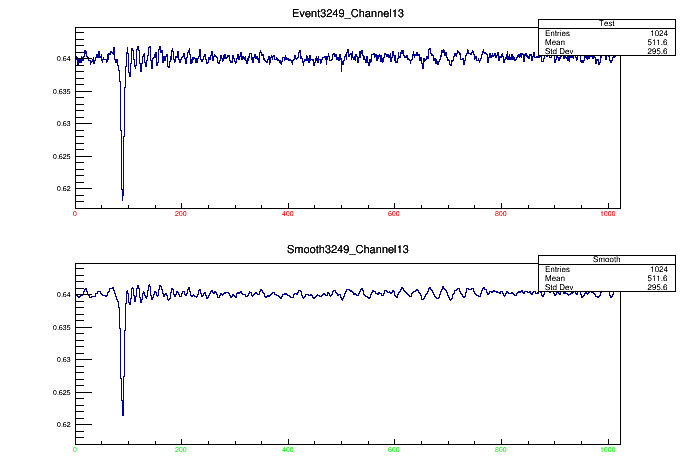 Event3249_Channel13
Test
Entries 1024
Mean 511.6
Std Dev 295.6
0.64
0.635
0.63
0.625
0.62
0 200 400 600 800 1000
Smooth3249_Channel13
Smooth
Entries 1024
Mean 511.6
Std Dev 295.6
0.64
0.635
0.63
0.625
0.62
0 200 400 600 800 1000